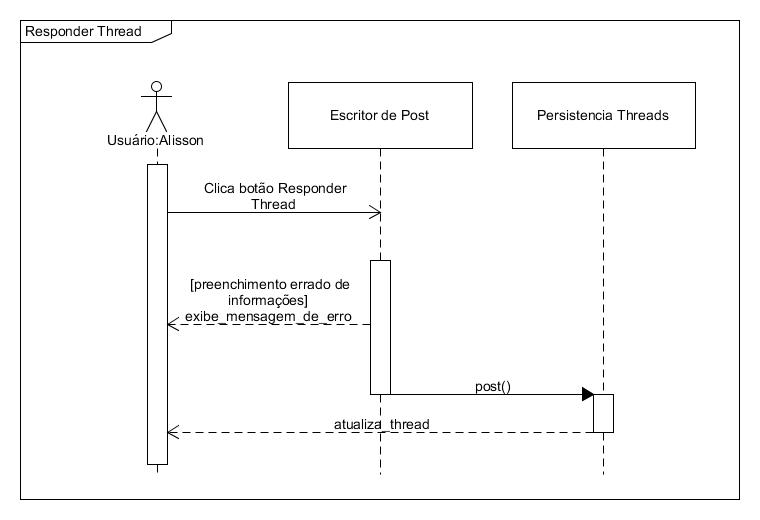 Responder Thread
Usuário:Alisson
Escritor de Post
Persistencia Threads
Clica botão Responder
Thread
[preenchimento errado de
informações]
exibe_mensagem_de_erro
post()
atualiza_thread